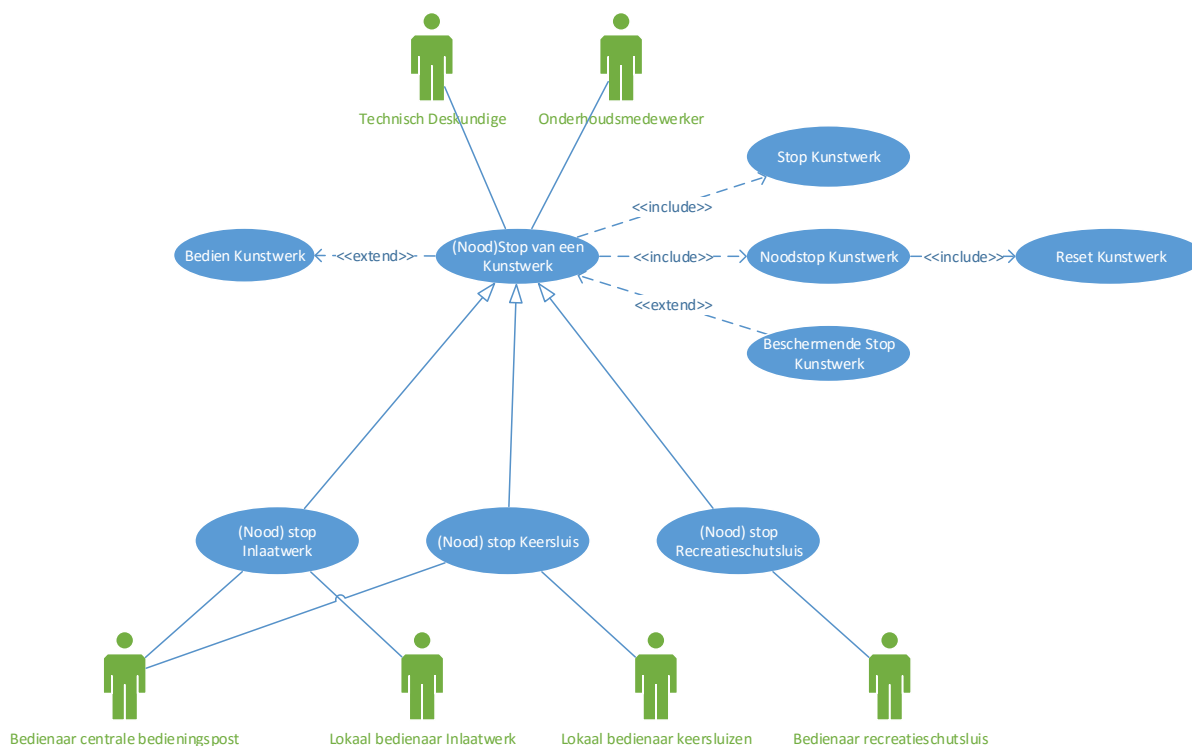 Technisch Deskundige
Onderhoudsmedewerker
Stop Kunstwerk
<<include>>
Bedien Kunstwerk
<<extend>>
(Nood)Stop van een
Kunstwerk
<<include>>
Noodstop Kunstwerk
<<include>>
Reset Kunstwerk
<<extend>>
Beschermende Stop
Kunstwerk
(Nood) stop
Inlaatwerk
(Nood) stop Keersluis
(Nood) stop
Recreatieschutsluis
Bedienaar centrale bedieningspost
Lokaal bedienaar Inlaatwerk
Lokaal bedienaar keersluizen
Bedienaar recreatieschutsluis